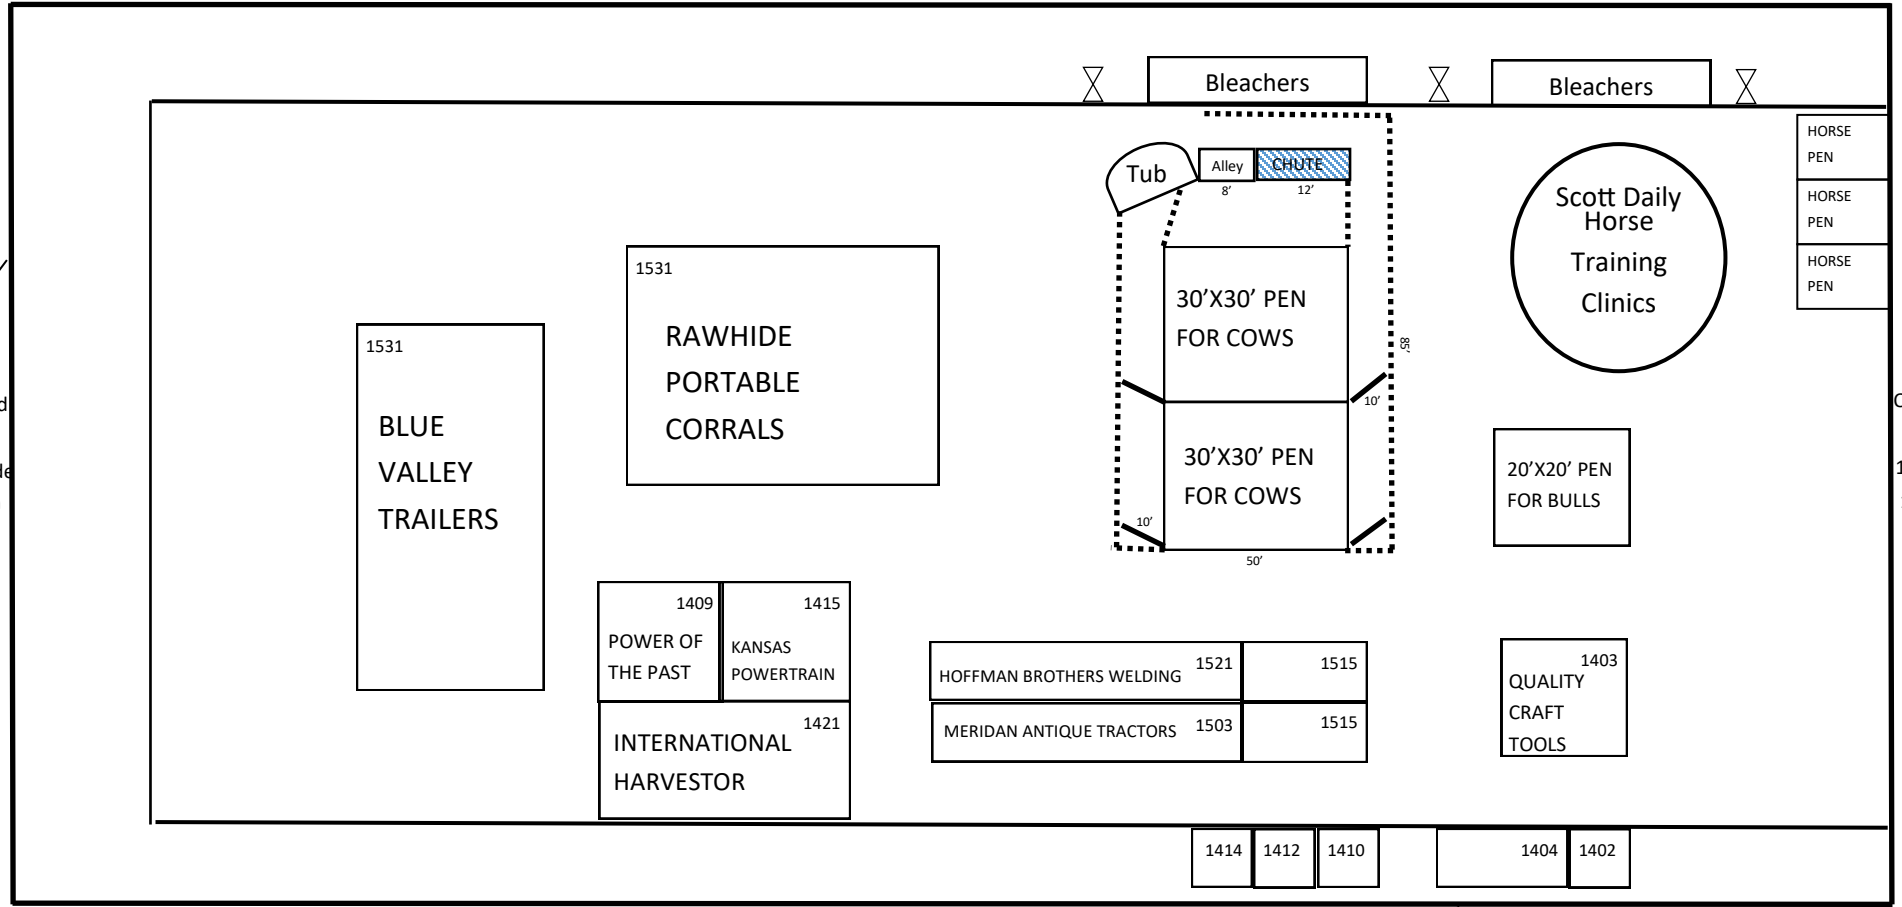 Bleachers
Bleachers
HORSE
PEN
HORSE
PEN
HORSE
PEN
Tub
Alley
CHUTE
8’
12’
Scott Daily
Horse
Training
Clinics
1531
RAWHIDE
PORTABLE
CORRALS
30’X30’ PEN
FOR COWS
85’
10’
1531
BLUE
VALLEY
TRAILERS
30’X30’ PEN
FOR COWS
10’
50’
20’X20’ PEN
FOR BULLS
1409
POWER OF
THE PAST
1415
KANSAS
POWERTRAIN
1421
INTERNATIONAL
HARVESTOR
HOFFMAN BROTHERS WELDING 1521
1515
MERIDAN ANTIQUE TRACTORS 1503
1515
1403
QUALITY
CRAFT
TOOLS
1414
1412
1410
1404
1402